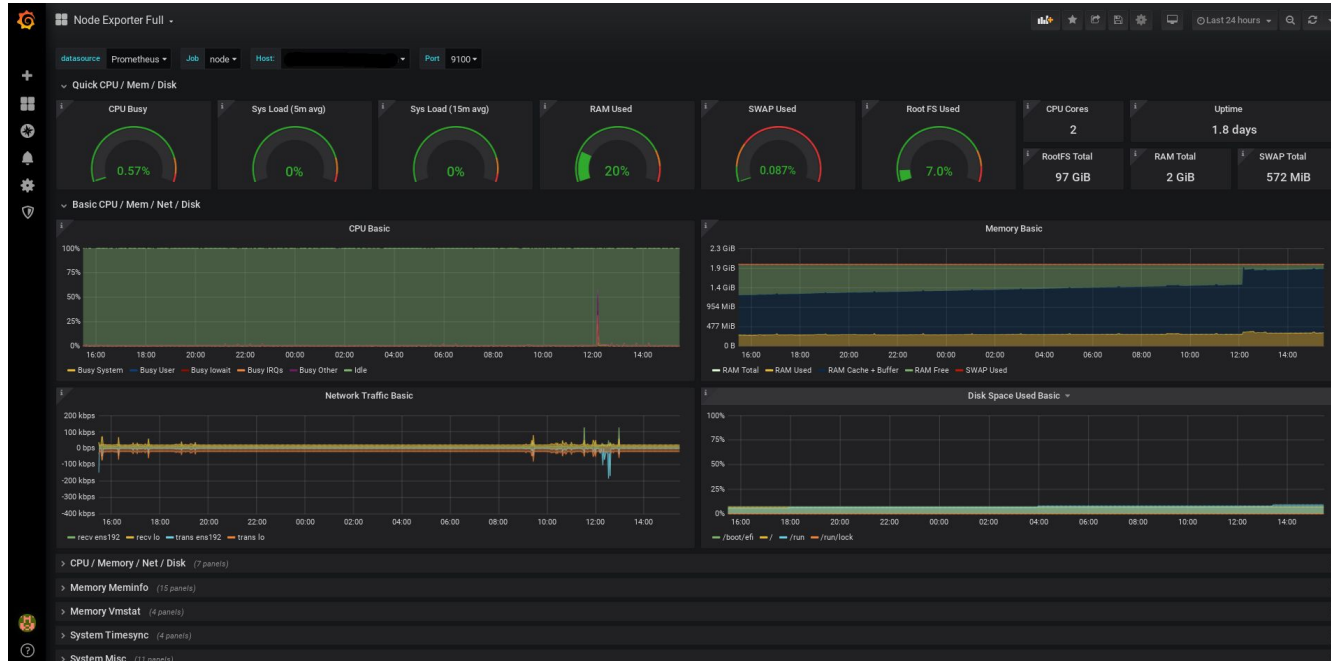 Node Exporter Full
Last 24 hours
datasource Prometheus Job node Host: Port 9100
Quick CPU / Mem / Disk
CPU Busy
0.57%
Sys Load (5m avg)
0%
Sys Load (15m avg)
0%
RAM Used
20%
SWAP Used
0.087%
Root FS Used
7.0%
CPU Cores
2
Uptime
1.8 days
RootFS Total
97 GiB
RAM Total
2 GiB
SWAP Total
572 MiB
Basic CPU / Mem / Net / Disk
CPU Basic
100%
75%
50%
25%
0%
16:00 18:00 20:00 22:00 00:00 02:00 04:00 06:00 08:00 10:00 12:00 14:00
Busy System Busy User Busy Iowait Busy IRQs Busy Other Idle
Memory Basic
2.3 GiB
1.9 GiB
1.4 GiB
954 MiB
477 MiB
0 B
16:00 18:00 20:00 22:00 00:00 02:00 04:00 06:00 08:00 10:00 12:00 14:00
RAM Total RAM Used RAM Cache + Buffer RAM Free SWAP Used
Network Traffic Basic
200 kbps
100 kbps
0 bps
-100 kbps
-200 kbps
-300 kbps
-400 kbps
16:00 18:00 20:00 22:00 00:00 02:00 04:00 06:00 08:00 10:00 12:00 14:00
recv ens192 recv lo trans ens192 trans lo
Disk Space Used Basic
100%
75%
50%
25%
0%
16:00 18:00 20:00 22:00 00:00 02:00 04:00 06:00 08:00 10:00 12:00 14:00
/boot/efi / /run /run/lock
CPU / Memory / Net / Disk (7 panels)
Memory Meminfo (15 panels)
Memory Vmstat (4 panels)
System Timesync (4 panels)
System Misc (11 panels)